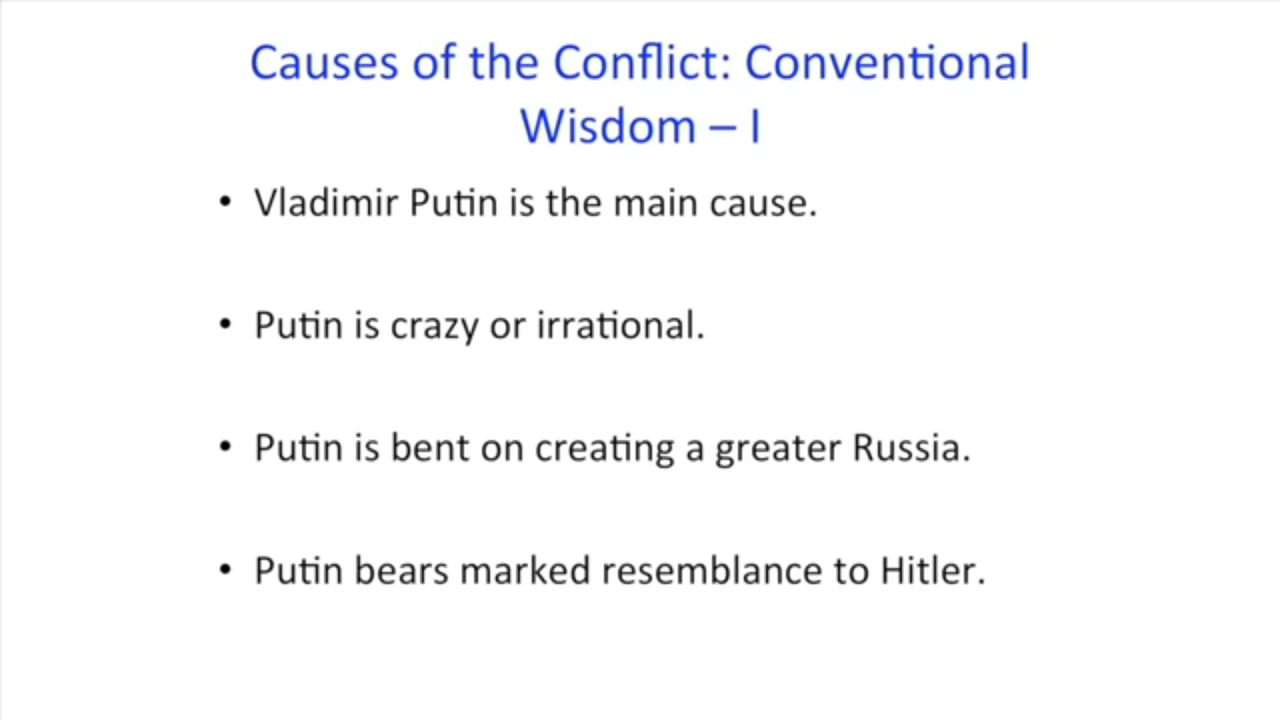 Causes of the Conflict: Conventional
Wisdom – I
• Vladimir Putin is the main cause.
• Putin is crazy or irrational.
• Putin is bent on creating a greater Russia.
• Putin bears marked resemblance to Hitler.